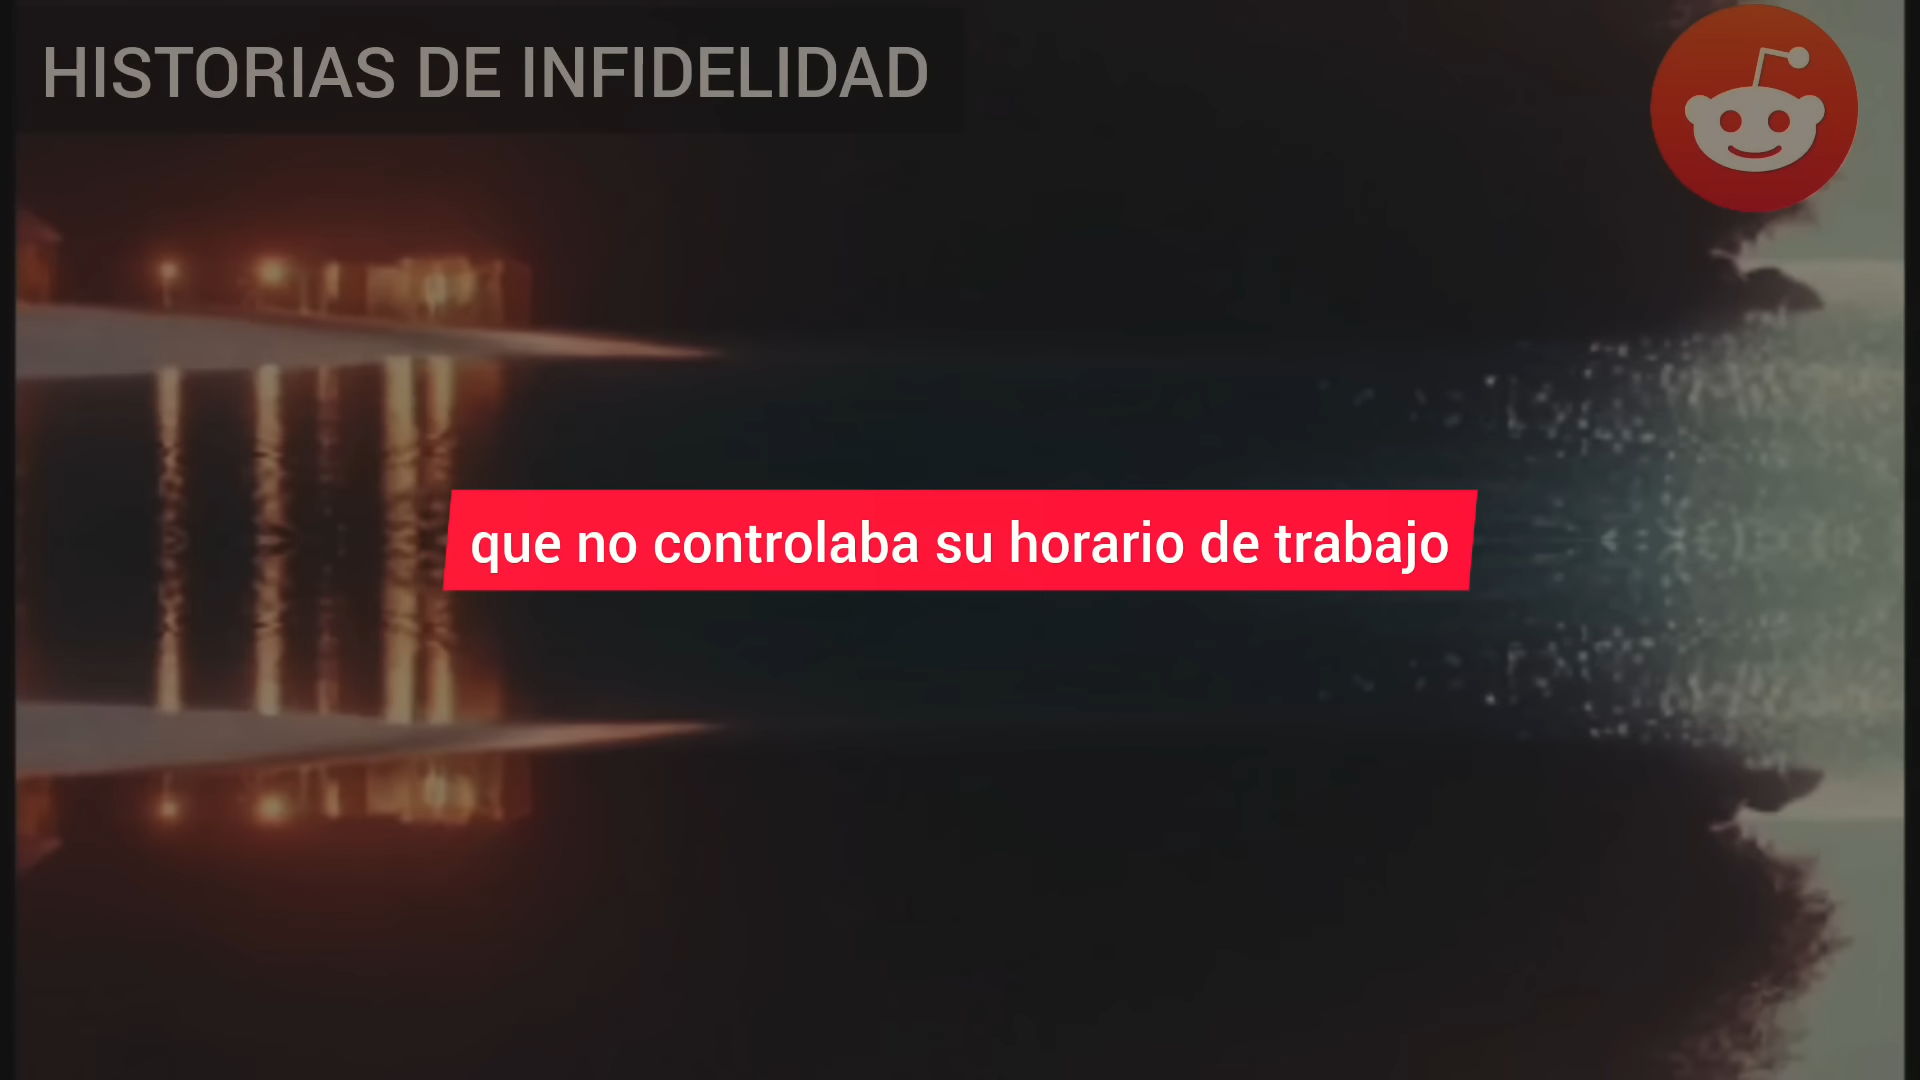 HISTORIAS DE INFIDELIDAD
que no controlaba su horario de trabajo